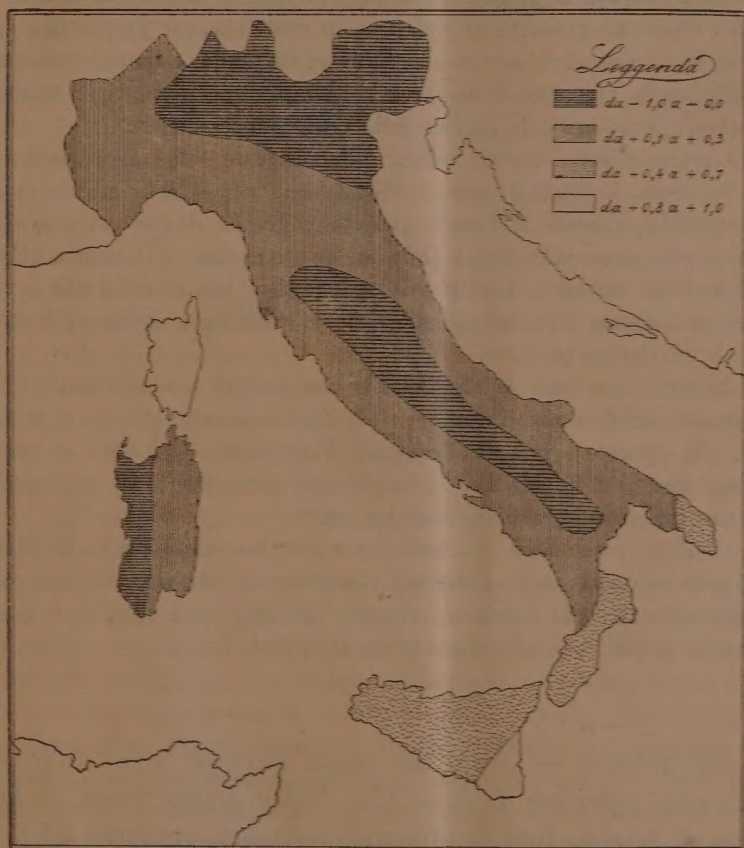 Leggenda
da - 1,0 a - 0,0
da + 0,1 a + 0,3
da + 0,4 a + 0,7
da + 0,8 a + 1,0